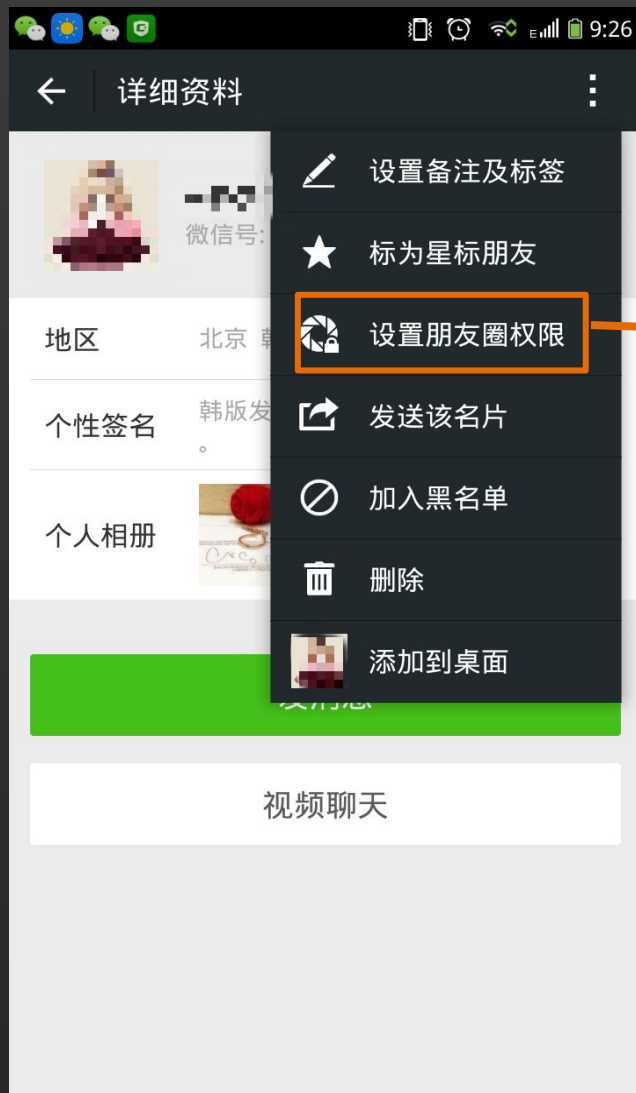 E 9:26
详细资料
设置备注及标签
微信号:
标为星标朋友
地区 北京
设置朋友圈权限
个性签名 韩版发
。
发送该名片
加入黑名单
个人相册
删除
添加到桌面
发消息
视频聊天